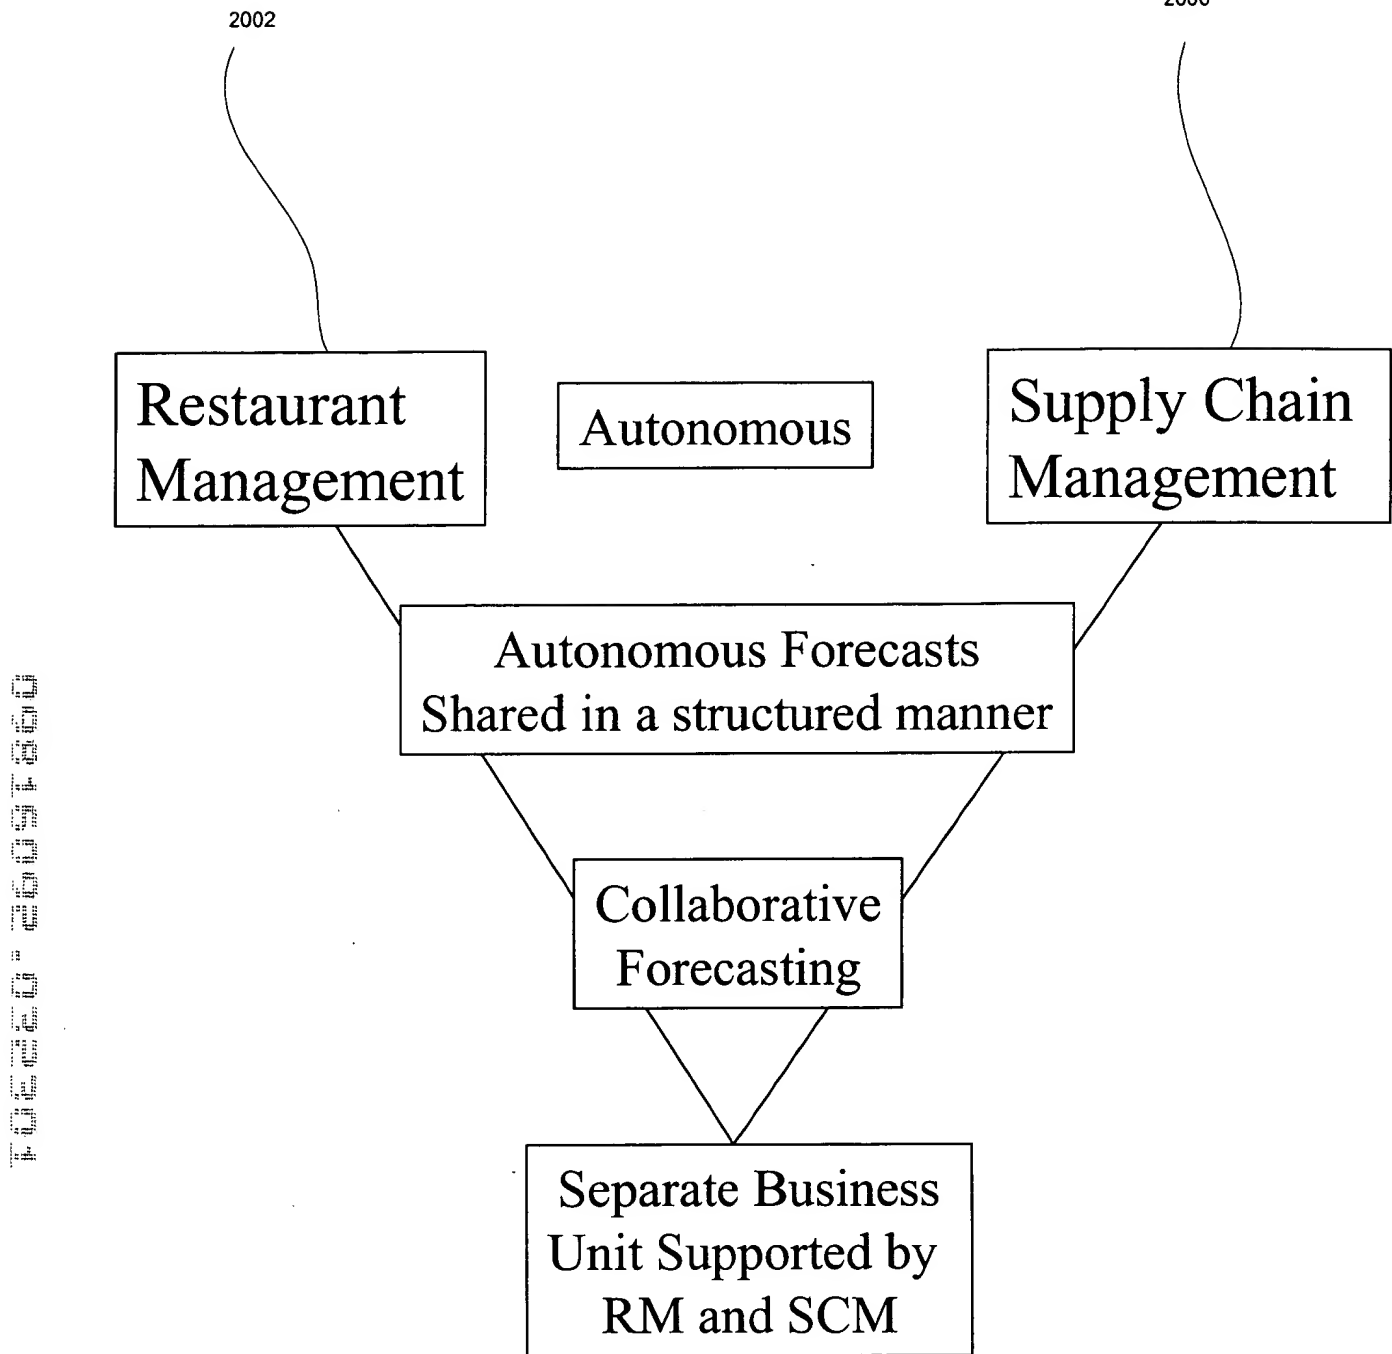 2002
Restaurant
Management
Autonomous
Supply Chain
Management
Autonomous Forecasts
Shared in a structured manner
Collaborative
Forecasting
Separate Business
Unit Supported by
RM and SCM